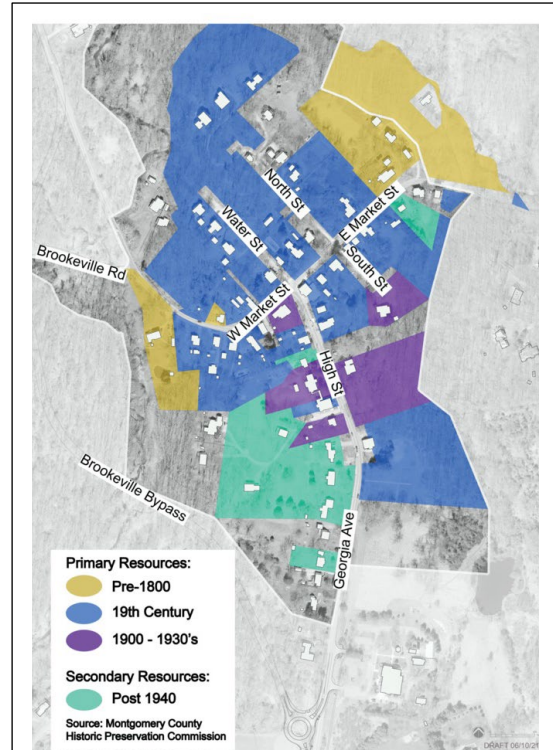 North St
Water St
E Market St
South St
Brookeville Rd
W Market St
High St
Brookeville Bypass
Georgia Ave
Primary Resources:
Pre-1800
19th Century
1900 - 1930's
Secondary Resources:
Post 1940
Source: Montgomery County
Historic Preservation Commission